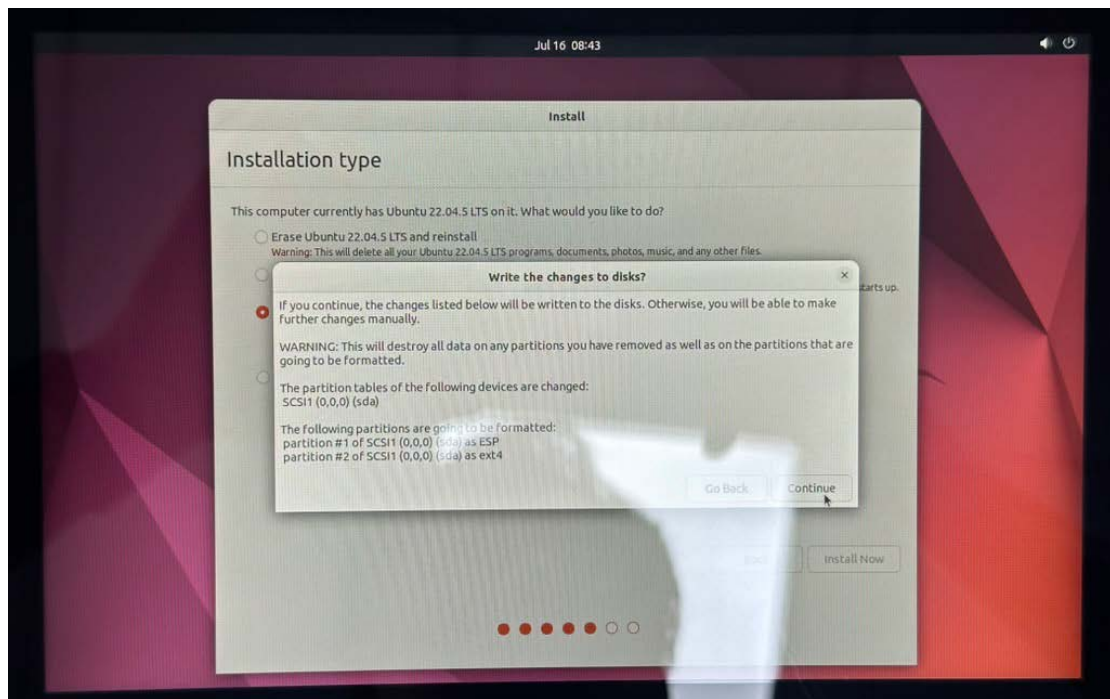 Jul 16 08:43
Install
Installation type
This computer currently has Ubuntu 22.04.5 LTS on it. What would you like to do?
Erase Ubuntu 22.04.5 LTS and reinstall
Warning: This will delete all your Ubuntu 22.04.5 LTS programs, documents, photos, music, and any other files.
Write the changes to disks?
starts up.
If you continue, the changes listed below will be written to the disks. Otherwise, you will be able to make
further changes manually.
WARNING: This will destroy all data on any partitions you have removed as well as on the partitions that are
going to be formatted.
The partition tables of the following devices are changed:
SCSI1 (0,0,0) (sda)
The following partitions are going to be formatted:
partition #1 of SCSI1 (0,0,0) (sda) as ESP
partition #2 of SCSI1 (0,0,0) (sda) as ext4
Go Back Continue
Install Now